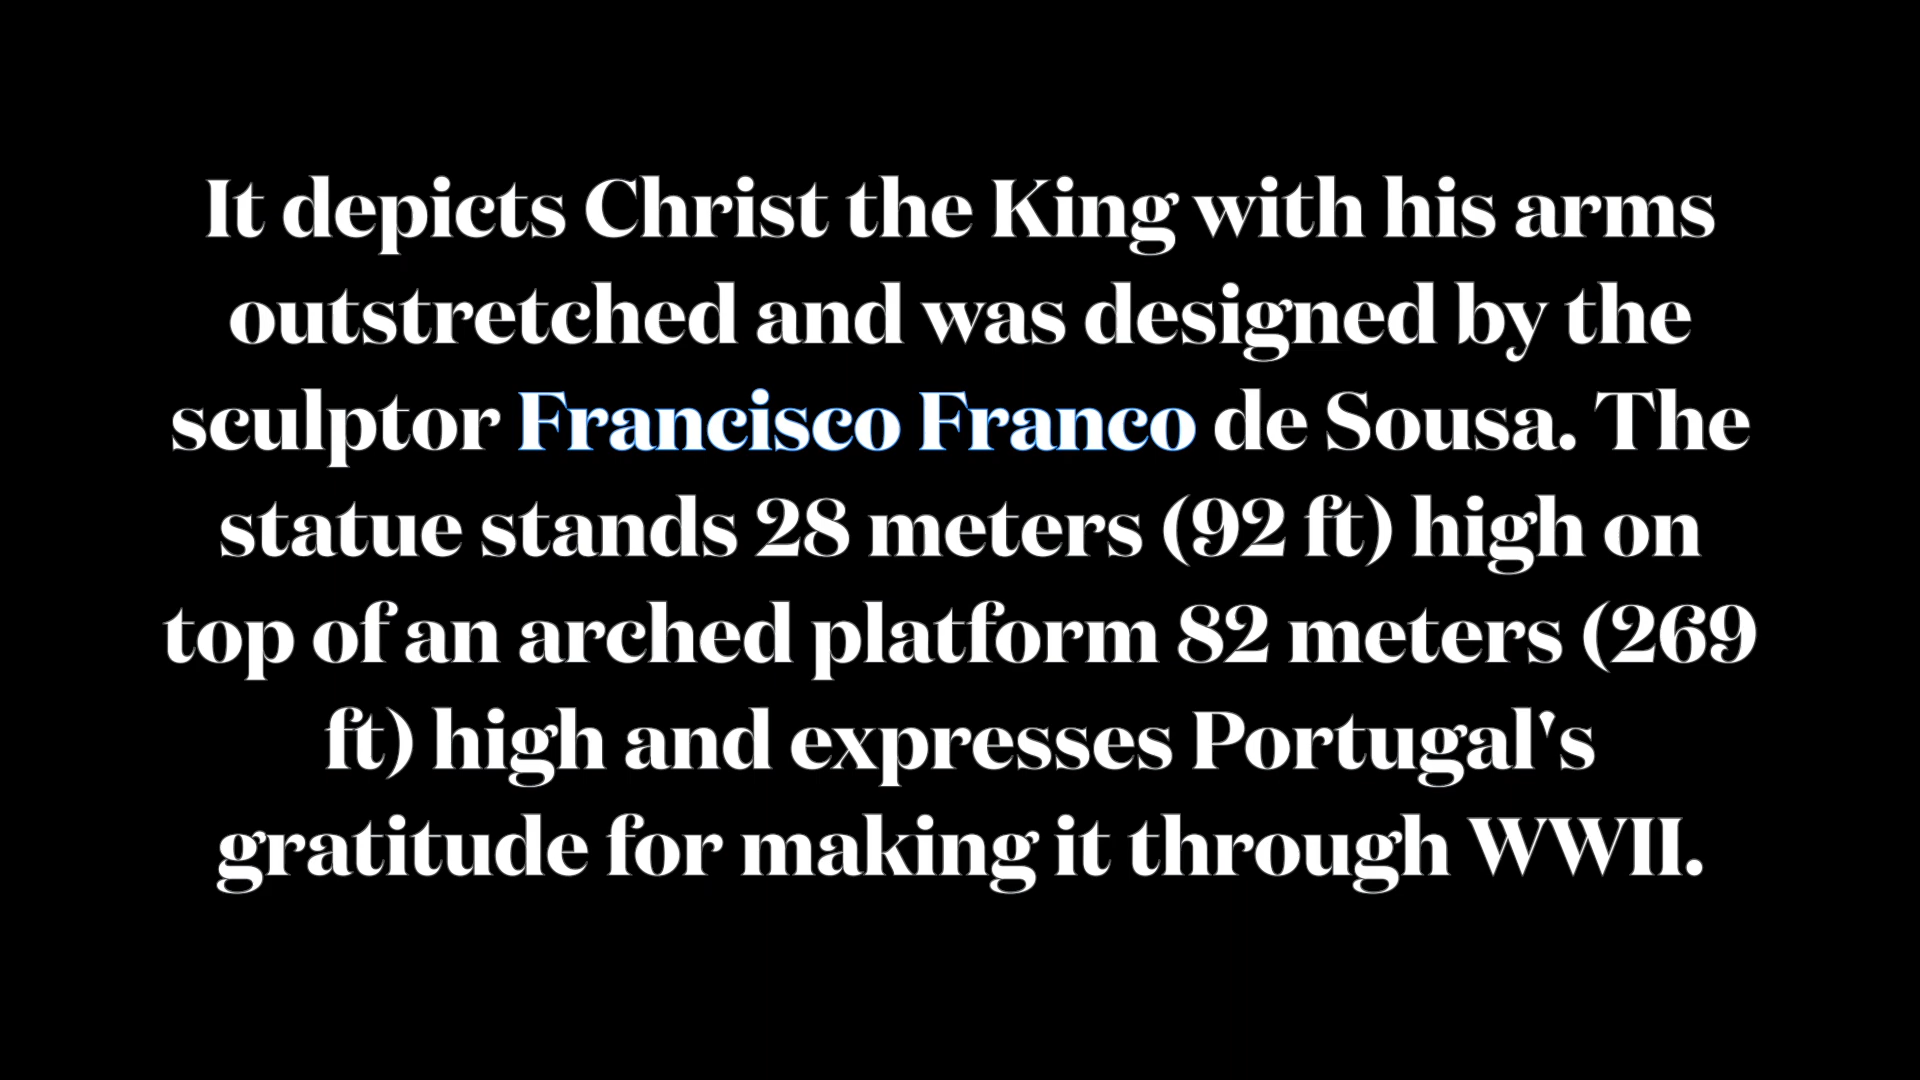 It depicts Christ the King with his arms
outstretched and was designed by the
sculptor Francisco Franco de Sousa. The
statue stands 28 meters (92 ft) high on
top of an arched platform 82 meters (269
ft) high and expresses Portugal's
gratitude for making it through WWII.